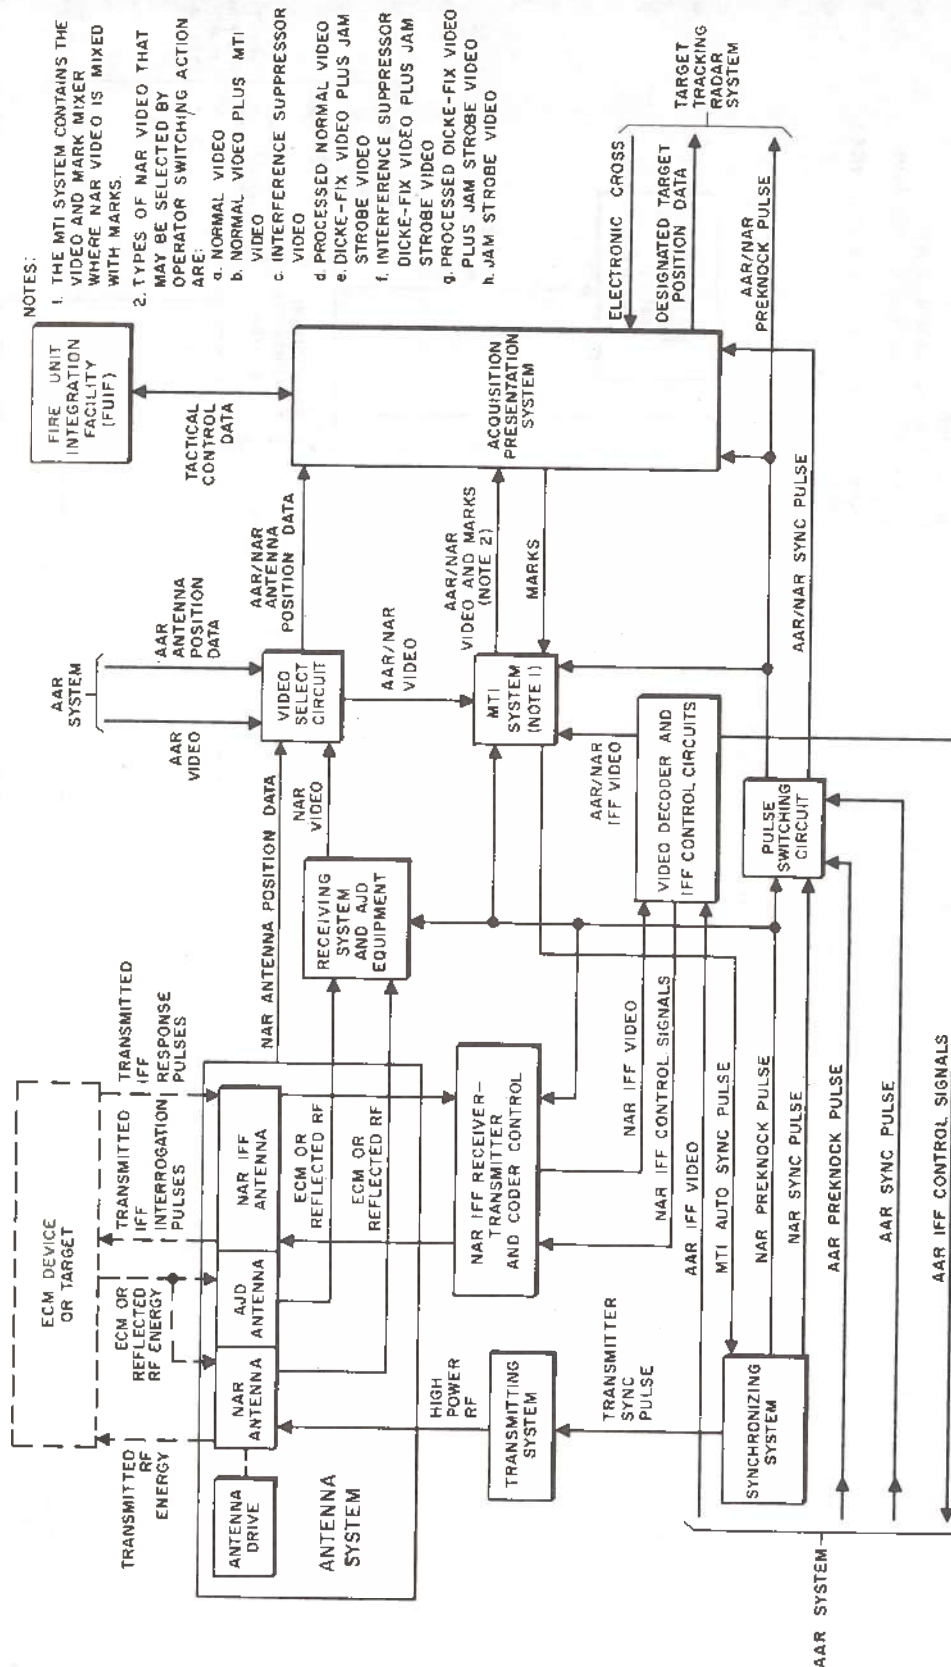 NOTES:
1. THE MTI SYSTEM CONTAINS THE
VIDEO AND MARK MIXER
WHERE NAR VIDEO IS MIXED
WITH MARKS.
2. TYPES OF NAR VIDEO THAT
MAY BE SELECTED BY
OPERATOR SWITCHING ACTION
ARE:
a. NORMAL VIDEO
b. NORMAL VIDEO PLUS MTI
VIDEO
c. INTERFERENCE SUPPRESSOR
VIDEO
d. PROCESSED NORMAL VIDEO
e. DICKE-FIX VIDEO PLUS JAM
STROBE VIDEO
f. INTERFERENCE SUPPRESSOR
DICKE-FIX VIDEO PLUS JAM
STROBE VIDEO
g. PROCESSED DICKE-FIX VIDEO
PLUS JAM STROBE VIDEO
h. JAM STROBE VIDEO
ECM DEVICE
OR TARGET
TRANSMITTED
RF
ENERGY
ECM OR
REFLECTED
RF ENERGY
TRANSMITTED
IFF
INTERROGATION
PULSES
TRANSMITTED
IFF
RESPONSE
PULSES
ANTENNA
DRIVE
NAR
ANTENNA
AJD
ANTENNA
NAR IFF
ANTENNA
ANTENNA
SYSTEM
NAR ANTENNA POSITION DATA
ECM OR
REFLECTED RF
ECM OR
REFLECTED RF
HIGH
POWER
RF
TRANSMITTING
SYSTEM
TRANSMITTER
SYNC
PULSE
SYNCHRONIZING
SYSTEM
NAR IFF RECEIVER-
TRANSMITTER
AND CODER CONTROL
RECEIVING
SYSTEM
AND AJD
EQUIPMENT
NAR
VIDEO
AAR
SYSTEM
AAR
VIDEO
AAR
ANTENNA
POSITION
DATA
VIDEO
SELECT
CIRCUIT
AAR/NAR
ANTENNA
POSITION DATA
AAR/NAR
VIDEO
FIRE UNIT
INTEGRATION
FACILITY
(FUIF)
TACTICAL
CONTROL
DATA
ACQUISITION
PRESENTATION
SYSTEM
MTI
SYSTEM
(NOTE 1)
AAR/NAR
VIDEO AND MARKS
(NOTE 2)
MARKS
AAR/NAR
IFF VIDEO
VIDEO DECODER AND
IFF CONTROL CIRCUITS
NAR IFF VIDEO
NAR IFF CONTROL SIGNALS
AAR IFF VIDEO
MTI AUTO SYNC PULSE
NAR PREKNOCK PULSE
NAR SYNC PULSE
PULSE
SWITCHING
CIRCUIT
AAR/NAR SYNC PULSE
ELECTRONIC CROSS
DESIGNATED TARGET
POSITION DATA
AAR/NAR
PREKNOCK PULSE
TARGET
TRACKING
RADAR
SYSTEM
AAR SYSTEM
AAR PREKNOCK PULSE
AAR SYNC PULSE
AAR IFF CONTROL SIGNALS